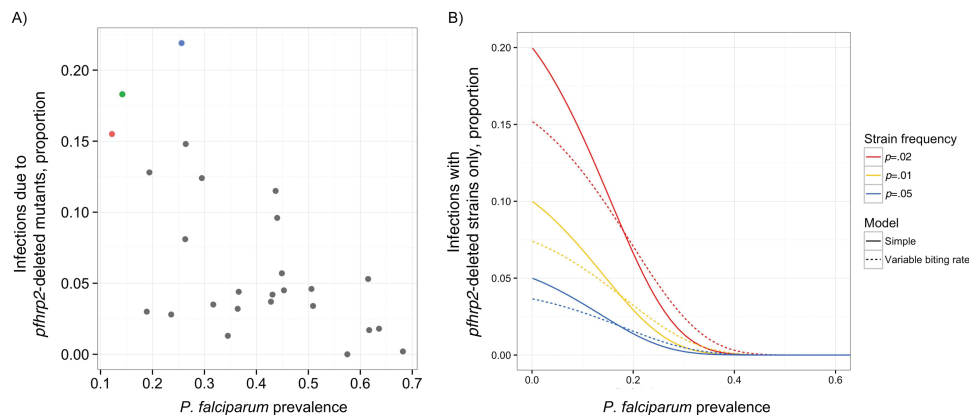 A)
Infections due to
pfhrp2-deleted mutants, proportion
0.20
0.15
0.10
0.05
0.00
0.1 0.2 0.3 0.4 0.5 0.6 0.7
P. falciparum prevalence
B)
Infections with
pfhrp2-deleted strains only, proportion
0.20
0.15
0.10
0.05
0.00
0.0 0.2 0.4 0.6
P. falciparum prevalence
Strain frequency
p=.02
p=.01
p=.05
Model
Simple
Variable biting rate